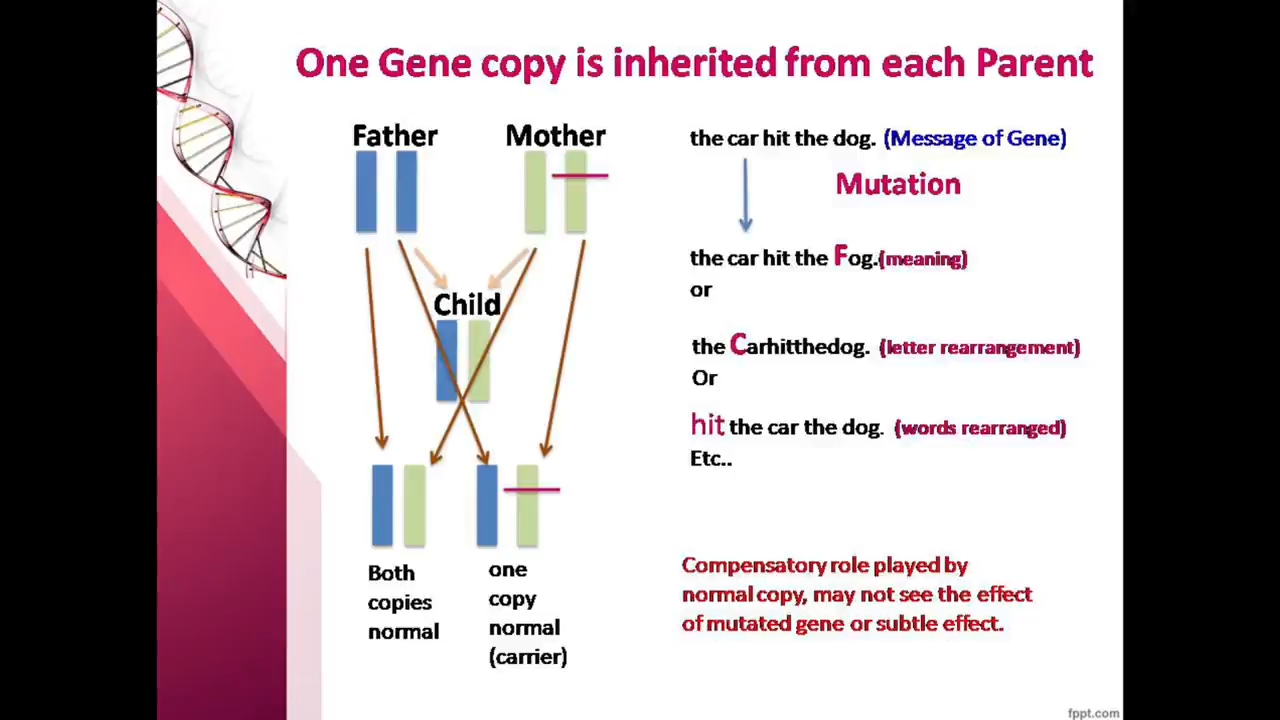 One Gene copy is inherited from each Parent
Father
Mother
Child
Both
copies
normal
one
copy
normal
(carrier)
the car hit the dog. (Message of Gene)
Mutation
the car hit the Fog.(meaning)
or
the Carhitthedog. (letter rearrangement)
Or
hit the car the dog. (words rearranged)
Etc..
Compensatory role played by
normal copy, may not see the effect
of mutated gene or subtle effect.
fppt.com